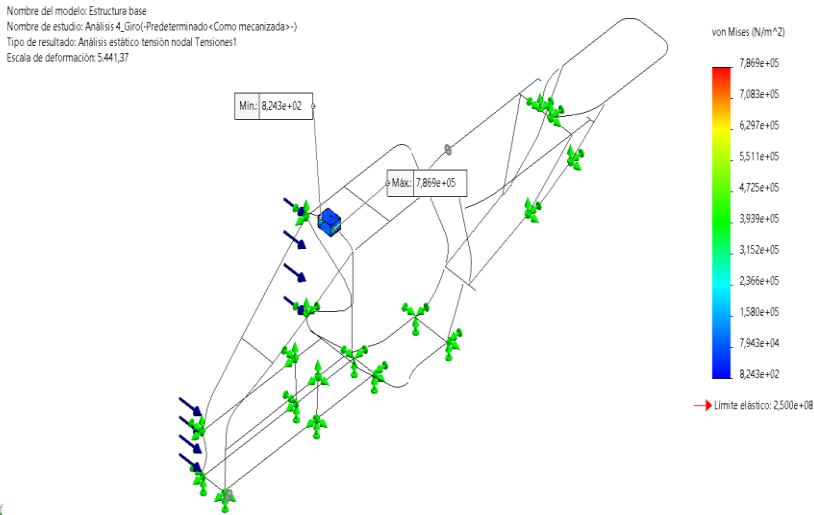 Nombre del modelo: Estructura base
Nombre de estudio: Análisis 4_Giro(-Predeterminado<Como mecanizada>-)
Tipo de resultado: Análisis estático tensión nodal Tensiones1
Escala de deformación: 5.441,37
von Mises (N/m^2)
7,869e+05
7,083e+05
6,297e+05
5,511e+05
4,725e+05
3,939e+05
3,152e+05
2,366e+05
1,580e+05
7,943e+04
8,243e+02
Límite elástico: 2,500e+08
Mín.: 8,243e+02
Máx.: 7,869e+05